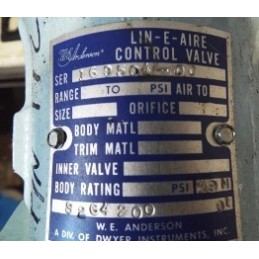 W.E. Anderson LIN-E-AIRE
CONTROL VALVE
SER
RANGE TO PSI AIR TO
SIZE ORIFICE
BODY MATL
TRIM MATL
INNER VALVE
BODY RATING PSI
W. E. ANDERSON
A DIV. OF DWYER INSTRUMENTS, INC.